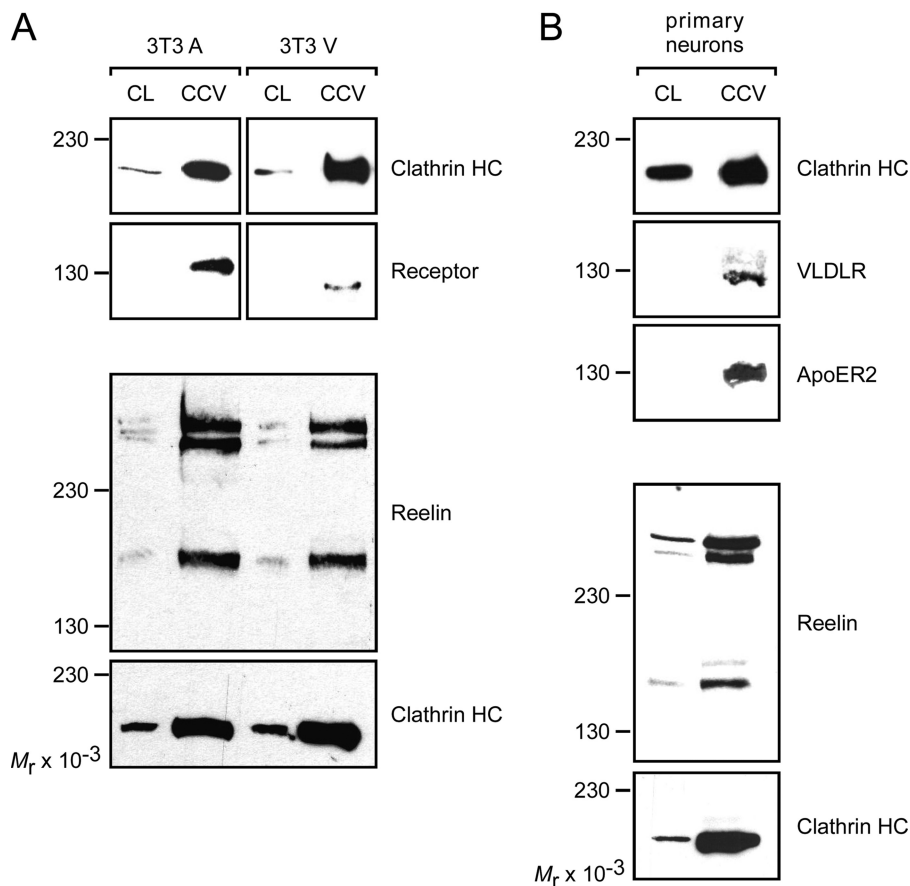 A
3T3 A 3T3 V
CL CCV CL CCV
230
Clathrin HC
130
Receptor
230
Reelin
130
230
Clathrin HC
Mr x 10-3
B
primary
neurons
CL CCV
230
Clathrin HC
130
VLDLR
130
ApoER2
230
Reelin
130
230
Clathrin HC
Mr x 10-3